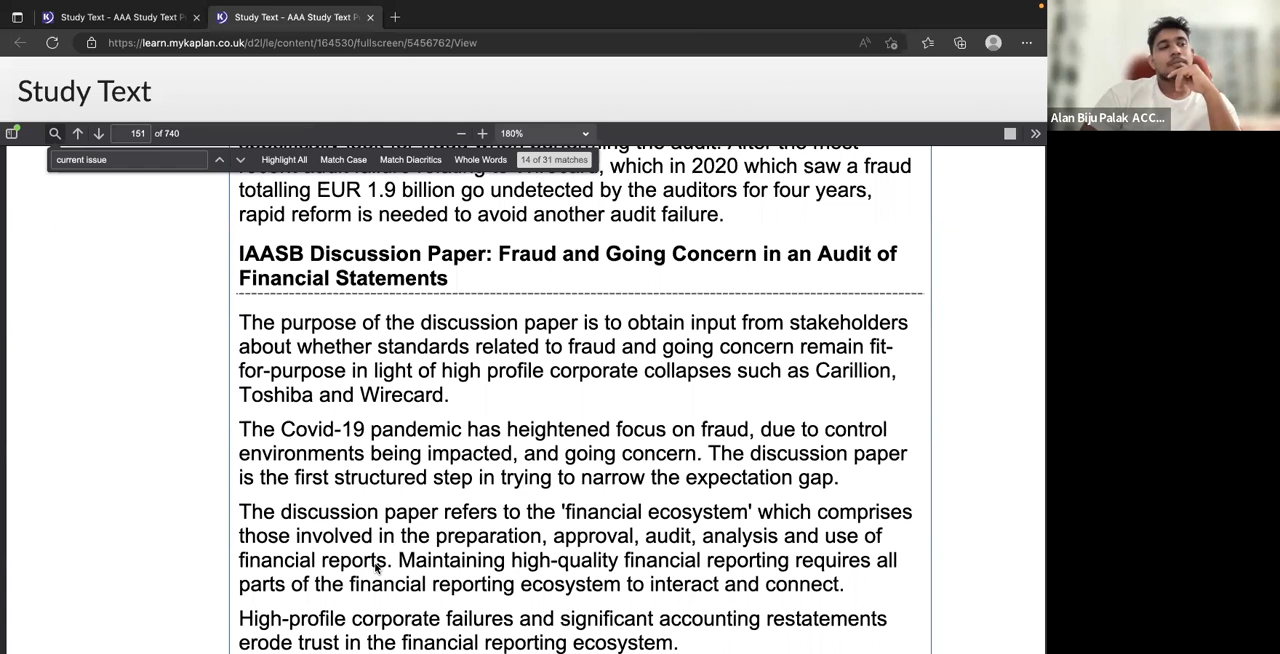 Study Text - AAA Study Text P
Study Text - AAA Study Text P
https://learn.mykaplan.co.uk/d2l/le/content/164530/fullscreen/5456762/View
Study Text
151 of 740
180%
current issue
Highlight All
Match Case
Match Diacritics
Whole Words
14 of 31 matches
, which in 2020 which saw a fraud
totalling EUR 1.9 billion go undetected by the auditors for four years,
rapid reform is needed to avoid another audit failure.
IAASB Discussion Paper: Fraud and Going Concern in an Audit of
Financial Statements
The purpose of the discussion paper is to obtain input from stakeholders
about whether standards related to fraud and going concern remain fit-
for-purpose in light of high profile corporate collapses such as Carillion,
Toshiba and Wirecard.
The Covid-19 pandemic has heightened focus on fraud, due to control
environments being impacted, and going concern. The discussion paper
is the first structured step in trying to narrow the expectation gap.
The discussion paper refers to the 'financial ecosystem' which comprises
those involved in the preparation, approval, audit, analysis and use of
financial reports. Maintaining high-quality financial reporting requires all
parts of the financial reporting ecosystem to interact and connect.
High-profile corporate failures and significant accounting restatements
erode trust in the financial reporting ecosystem.
Alan Biju Palak ACC...